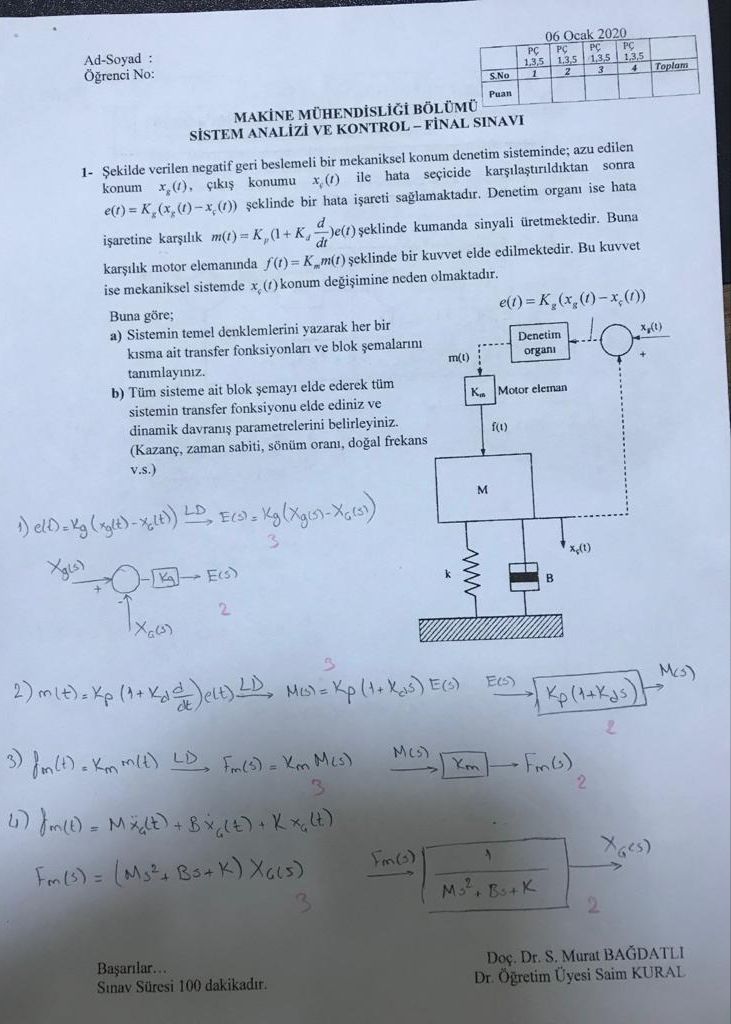 06 Ocak 2020
Ad-Soyad :
Öğrenci No:
PÇ PÇ PÇ PÇ
1,3,5 1,3,5 1,3,5 1,3,5
S.No 1 2 3 4 Toplam
Puan
MAKİNE MÜHENDİSLİĞİ BÖLÜMÜ
SİSTEM ANALİZİ VE KONTROL – FİNAL SINAVI
1- Şekilde verilen negatif geri beslemeli bir mekaniksel konum denetim sisteminde; azu edilen
konum x_g(t), çıkış konumu x_ç(t) ile hata seçicide karşılaştırıldıktan sonra
e(t) = K_g(x_g(t) – x_ç(t)) şeklinde bir hata işareti sağlamaktadır. Denetim organı ise hata
işaretine karşılık m(t) = K_p(1 + K_d d/dt)e(t) şeklinde kumanda sinyali üretmektedir. Buna
karşılık motor elemanında f(t) = K_m m(t) şeklinde bir kuvvet elde edilmektedir. Bu kuvvet
ise mekaniksel sistemde x_ç(t) konum değişimine neden olmaktadır.
Buna göre;
a) Sistemin temel denklemlerini yazarak her bir
kısma ait transfer fonksiyonları ve blok şemalarını
tanımlayınız.
b) Tüm sisteme ait blok şemayı elde ederek tüm
sistemin transfer fonksiyonu elde ediniz ve
dinamik davranış parametrelerini belirleyiniz.
(Kazanç, zaman sabiti, sönüm oranı, doğal frekans
v.s.)
e(t) = K_g(x_g(t) – x_ç(t))
Denetim
organı
x_g(t)
+
m(t)
K_m Motor eleman
f(t)
M
x_ç(t)
k
B
1) e(t) = Kg (xg(t) - xç(t)) LD→ E(s) = Kg (Xg(s) - XÇ(s))
3
Xg(s) + - Kg → E(s)
2
XÇ(s)
3
2) m(t) = Kp (1 + Kd d/dt) e(t) LD→ M(s) = Kp (1 + Kds) E(s) E(s) → Kp(1+Kds) → M(s)
2
3) fm(t) = Km m(t) LD→ Fm(s) = Km M(s) M(s) → Km → Fm(s)
3
2
4) fm(t) = Mẍç(t) + Bẋç(t) + K xç(t)
Fm(s) = (Ms² + Bs + K) XÇ(s) Fm(s) → 1 / Ms² + Bs + K → XÇ(s)
3
2
Başarılar…
Sınav Süresi 100 dakikadır.
Doç. Dr. S. Murat BAĞDATLI
Dr. Öğretim Üyesi Saim KURAL